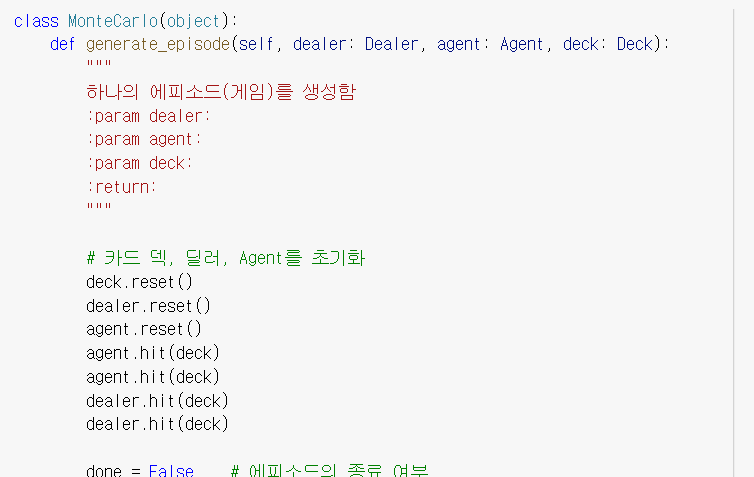 class MonteCarlo(object):
    def generate_episode(self, dealer: Dealer, agent: Agent, deck: Deck):
        """
        하나의 에피소드(게임)를 생성함
        :param dealer:
        :param agent:
        :param deck:
        :return:
        """
        # 카드 덱, 딜러, Agent를 초기화
        deck.reset()
        dealer.reset()
        agent.reset()
        agent.hit(deck)
        agent.hit(deck)
        dealer.hit(deck)
        dealer.hit(deck)
        done = False    # 에피소드의 종료 여부